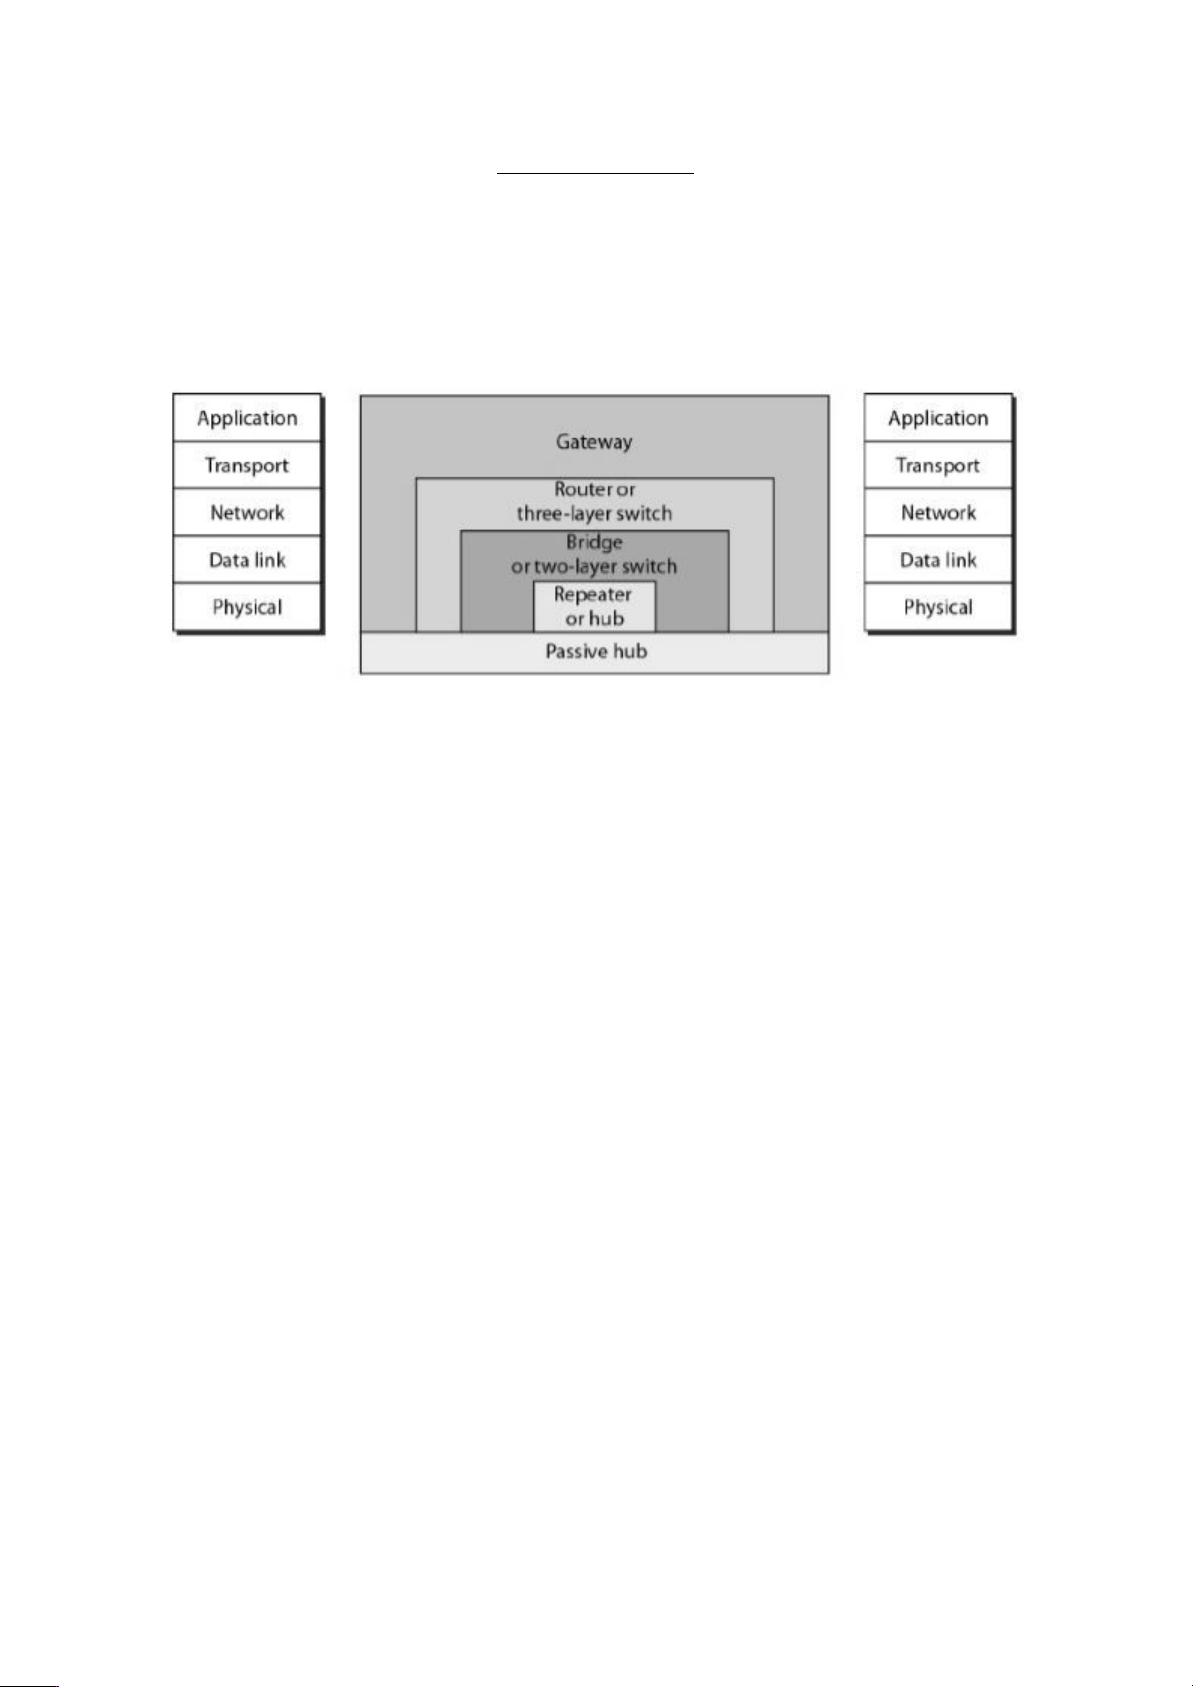 Application
Transport
Network
Data link
Physical
Gateway
Router or
three-layer switch
Bridge
or two-layer switch
Repeater
or hub
Passive hub
Application
Transport
Network
Data link
Physical